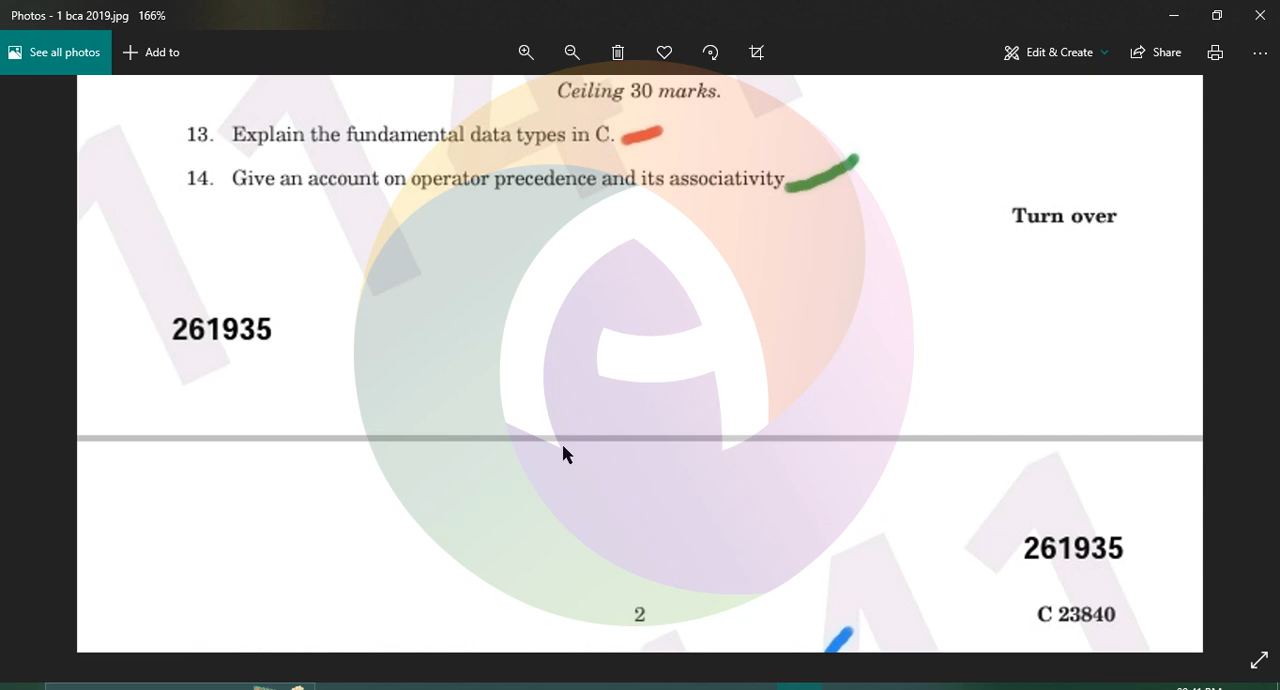 Photos - 1 bca 2019.jpg 166%
See all photos
Add to
Edit & Create
Share
Ceiling 30 marks.
13. Explain the fundamental data types in C.
14. Give an account on operator precedence and its associativity
Turn over
261935
261935
2
C 23840